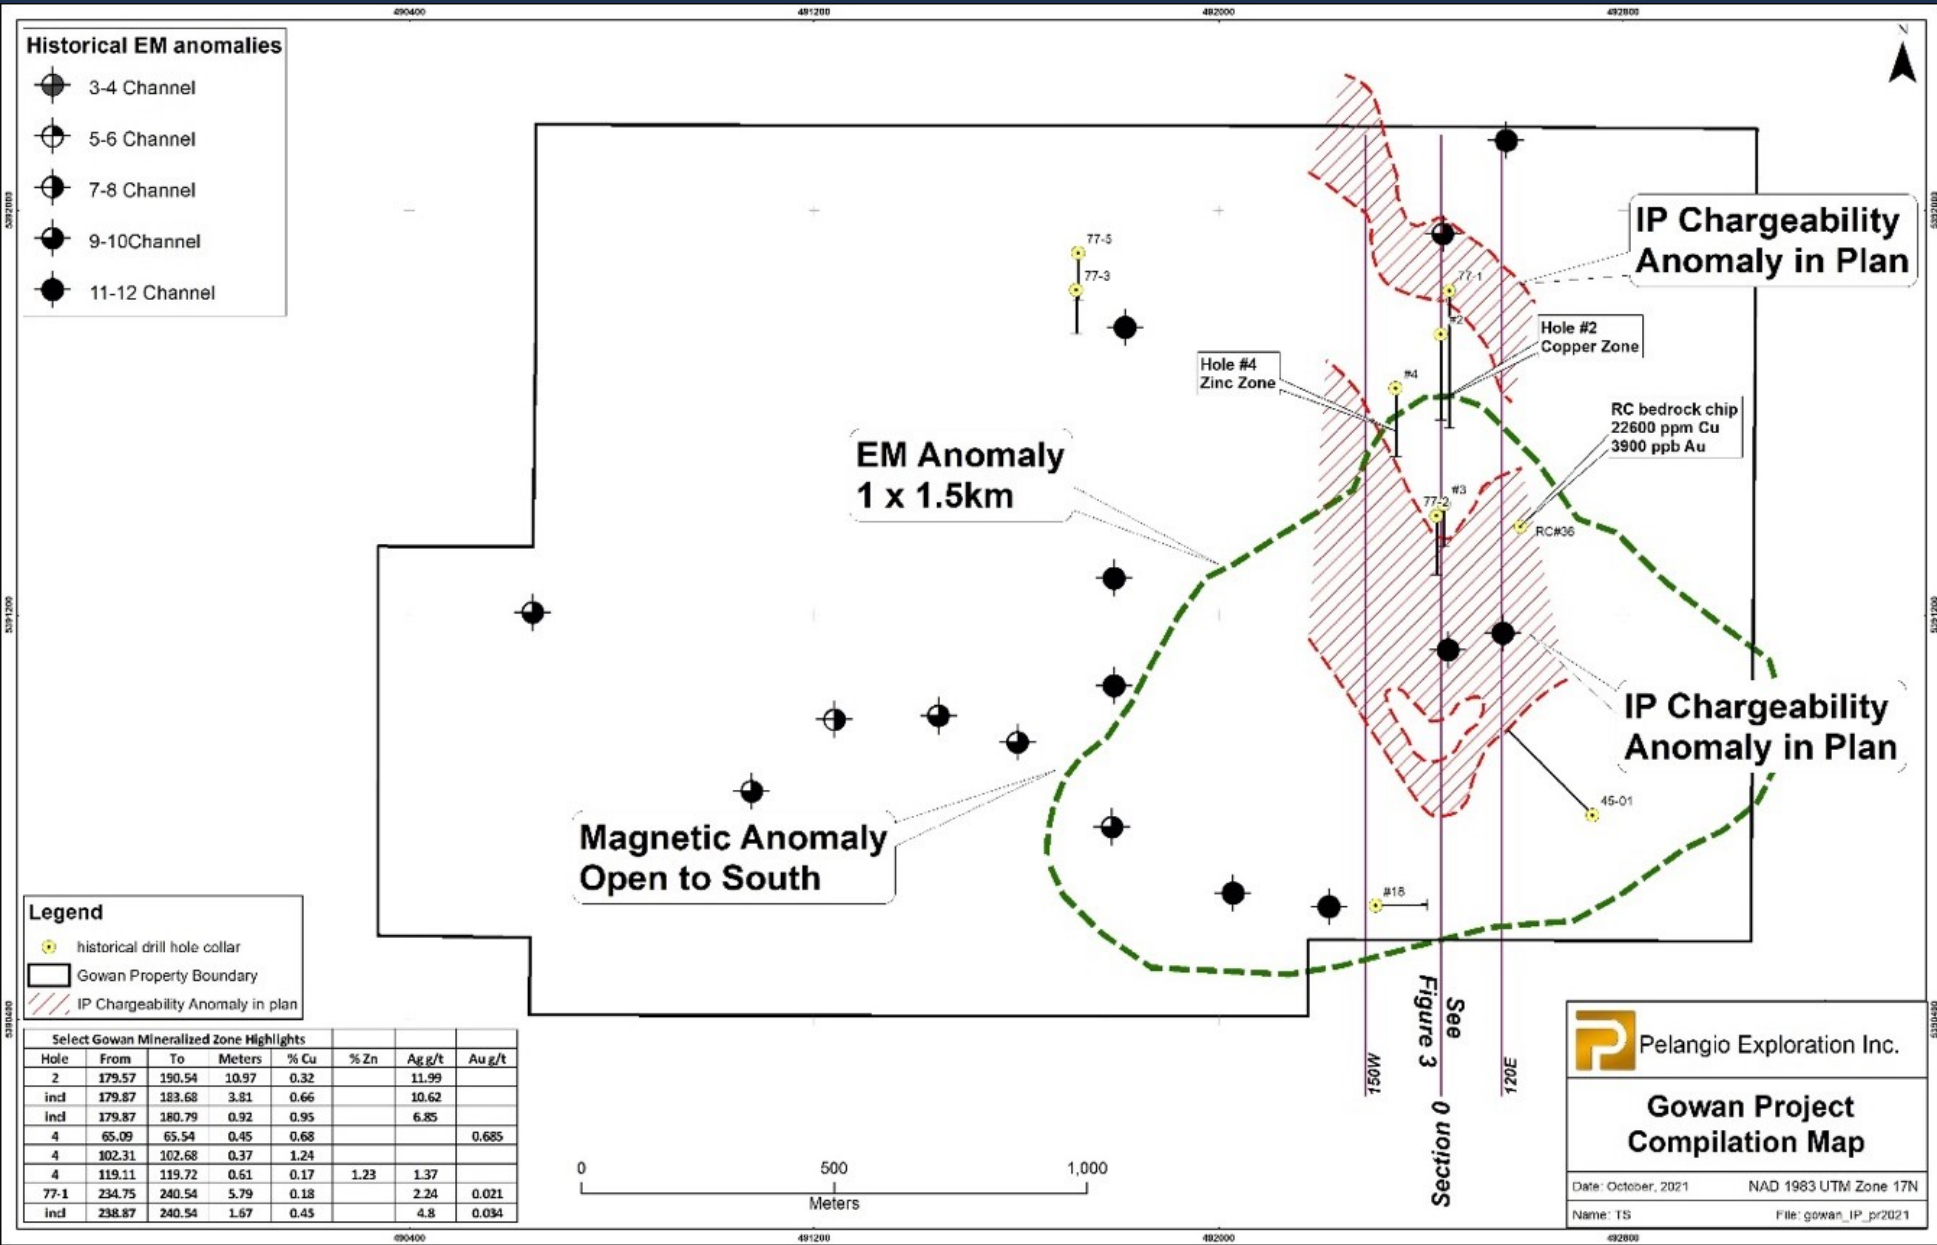 490400 491200 492000 492800
Historical EM anomalies
3-4 Channel
5-6 Channel
7-8 Channel
9-10Channel
11-12 Channel
N
5392000 5392000
IP Chargeability
Anomaly in Plan
77-5
77-3
77-1
#2
Hole #2
Copper Zone
Hole #4
Zinc Zone
#4
RC bedrock chip
22600 ppm Cu
3900 ppb Au
EM Anomaly
1 x 1.5km
#3
77-2
RC#36
5391200 5391200
IP Chargeability
Anomaly in Plan
45-01
Magnetic Anomaly
Open to South
#18
Legend
historical drill hole collar
Gowan Property Boundary
IP Chargeability Anomaly in plan
5390400 5390400
See
Figure 3
150W
Section 0
120E
Select Gowan Mineralized Zone Highlights
Hole From To Meters % Cu % Zn Ag g/t Au g/t
2 179.57 190.54 10.97 0.32 11.99
incl 179.87 183.68 3.81 0.66 10.62
incl 179.87 180.79 0.92 0.95 6.85
4 65.09 65.54 0.45 0.68 0.685
4 102.31 102.68 0.37 1.24
4 119.11 119.72 0.61 0.17 1.23 1.37
77-1 234.75 240.54 5.79 0.18 2.24 0.021
incl 238.87 240.54 1.67 0.45 4.8 0.034
0 500 1,000
Meters
Pelangio Exploration Inc.
Gowan Project
Compilation Map
Date: October, 2021 NAD 1983 UTM Zone 17N
Name: TS File: gowan_IP_pr2021
490400 491200 492000 492800